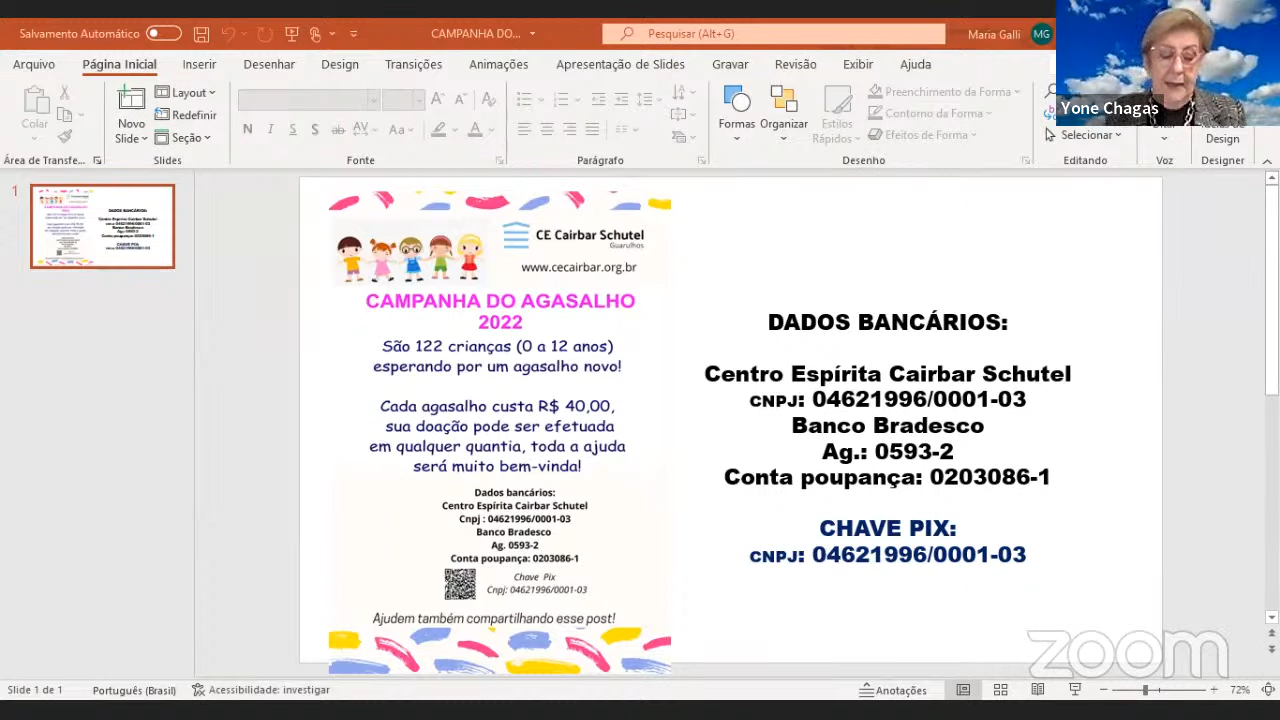 Salvamento Automático
CAMPANHA DO...
Pesquisar (Alt+G)
Maria Galli
MG
Yone Chagas
Arquivo
Página Inicial
Inserir
Desenhar
Design
Transições
Animações
Apresentação de Slides
Gravar
Revisão
Exibir
Ajuda
Colar
Novo
Slide
Layout
Redefinir
Seção
N I S S ab AV Aa A
Formas
Organizar
Estilos
Rápidos
Preenchimento da Forma
Contorno da Forma
Efeitos de Forma
Selecionar
Design
Área de Transfe...
Slides
Fonte
Parágrafo
Desenho
Editando
Voz
Designer
1
CE Cairbar Schutel
Guarulhos
www.cecairbar.org.br
CAMPANHA DO AGASALHO
2022
São 122 crianças (0 a 12 anos)
esperando por um agasalho novo!
Cada agasalho custa R$ 40,00,
sua doação pode ser efetuada
em qualquer quantia, toda a ajuda
será muito bem-vinda!
Dados bancários:
Centro Espírita Cairbar Schutel
Cnpj : 04621996/0001-03
Banco Bradesco
Ag. 0593-2
Conta poupança: 0203086-1
Chave Pix
Cnpj: 04621996/0001-03
Ajudem também compartilhando esse post!
DADOS BANCÁRIOS:
Centro Espírita Cairbar Schutel
CNPJ: 04621996/0001-03
Banco Bradesco
Ag.: 0593-2
Conta poupança: 0203086-1
CHAVE PIX:
CNPJ: 04621996/0001-03
zoom
Slide 1 de 1
Português (Brasil)
Acessibilidade: investigar
Anotações
72%